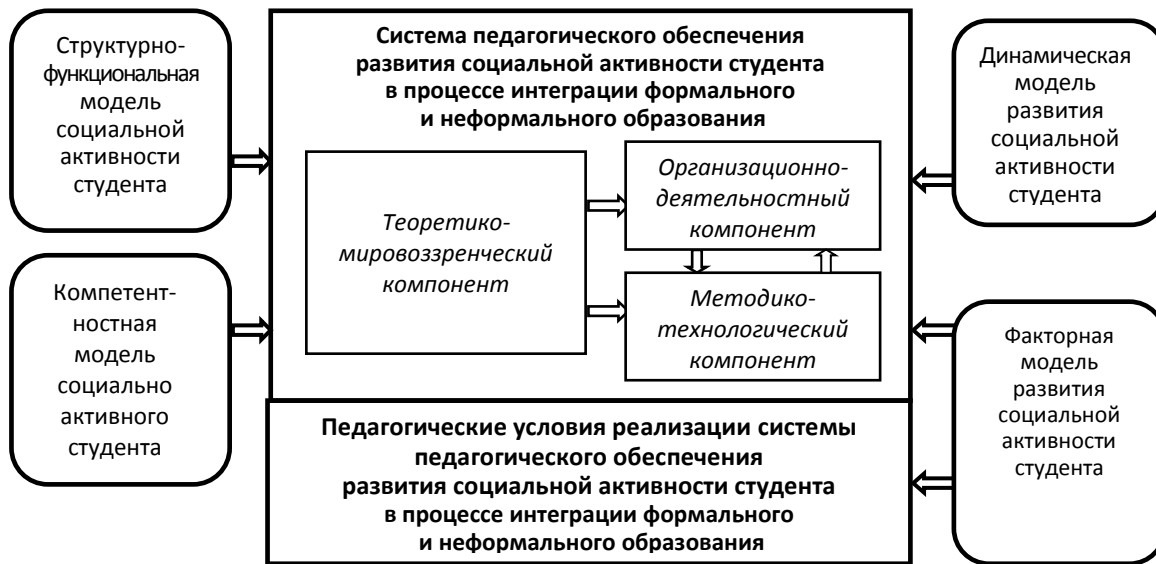 Структурно-
функциональная
модель
социальной
активности
студента
Компетент-
ностная
модель
социально
активного
студента
Система педагогического обеспечения
развития социальной активности студента
в процессе интеграции формального
и неформального образования
Теоретико-
мировоззренческий
компонент
Организационно-
деятельностный
компонент
Методико-
технологический
компонент
Педагогические условия реализации системы
педагогического обеспечения
развития социальной активности студента
в процессе интеграции формального
и неформального образования
Динамическая
модель
развития
социальной
активности
студента
Факторная
модель
развития
социальной
активности
студента